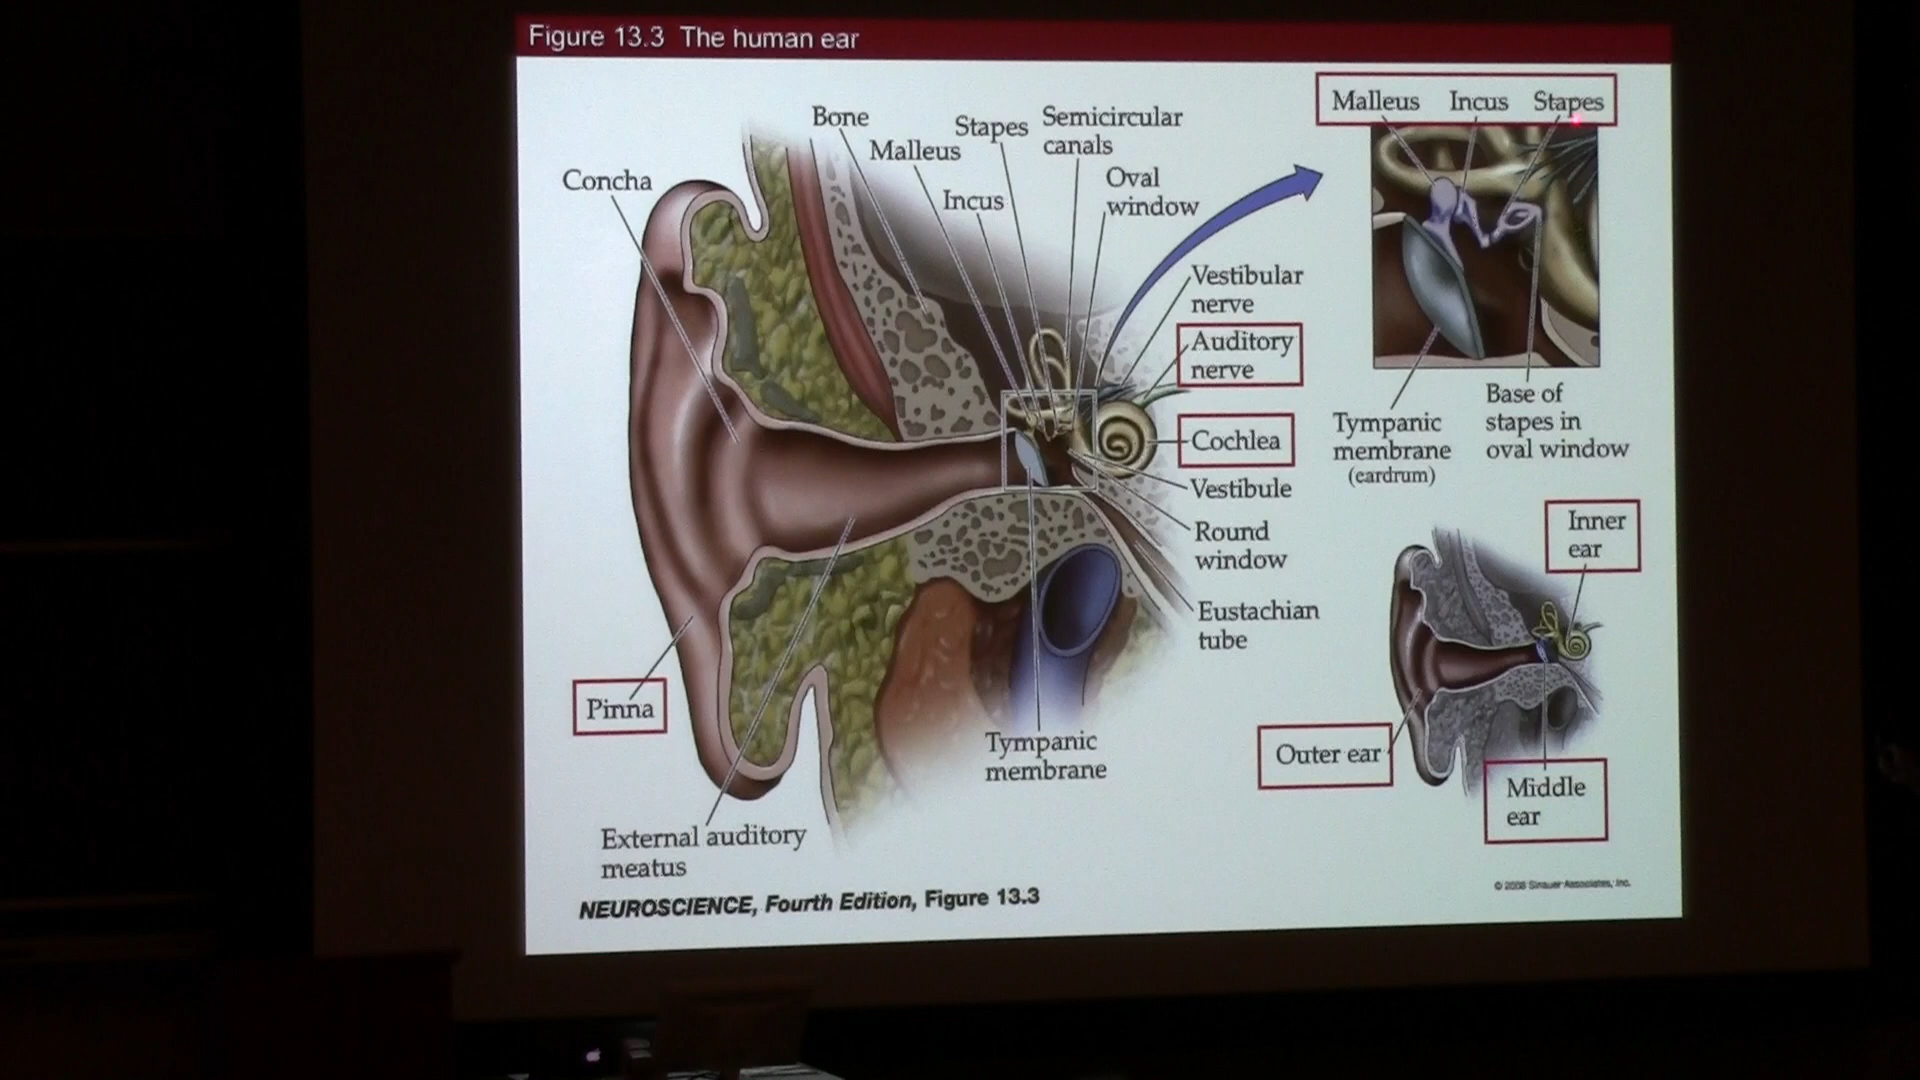 Figure 13.3 The human ear
Malleus Incus Stapes
Bone
Stapes
Semicircular
canals
Malleus
Concha
Oval
window
Incus
Vestibular
nerve
Auditory
nerve
Cochlea
Vestibule
Round
window
Eustachian
tube
Tympanic
membrane
(eardrum)
Base of
stapes in
oval window
Inner
ear
Pinna
Tympanic
membrane
Outer ear
Middle
ear
External auditory
meatus
NEUROSCIENCE, Fourth Edition, Figure 13.3
© 2008 Sinauer Associates, Inc.